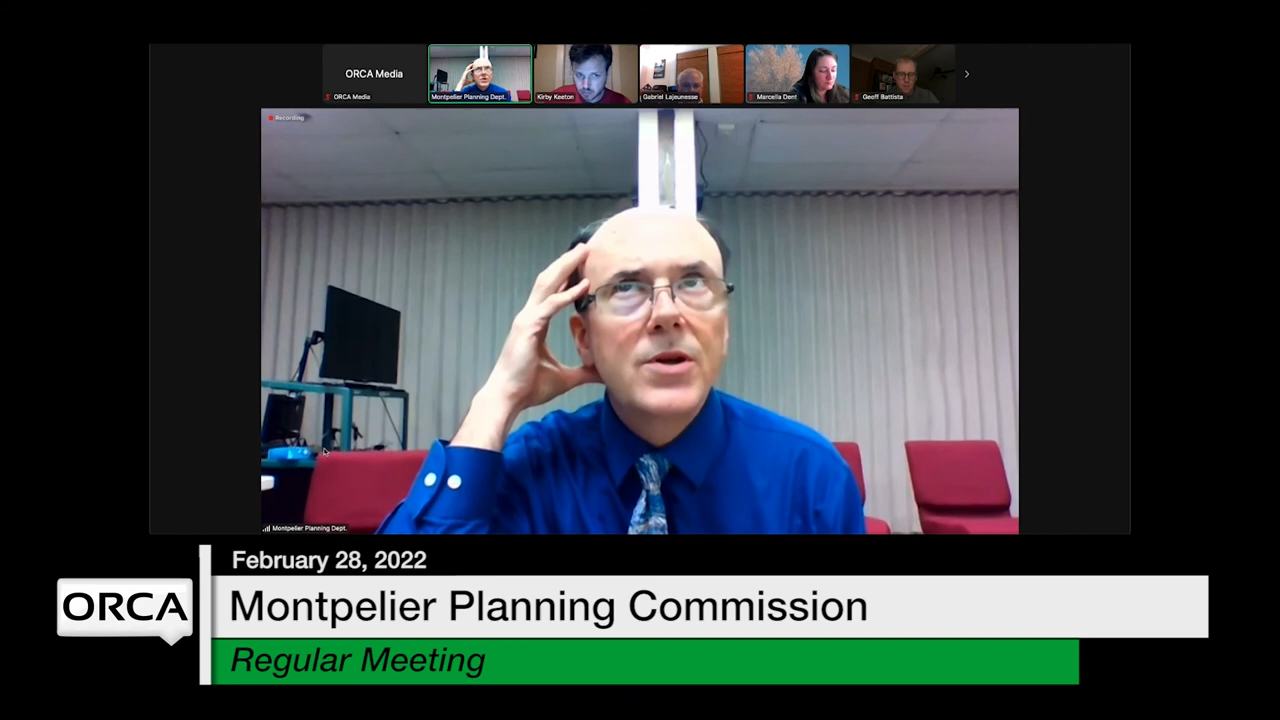 ORCA Media
ORCA Media
Montpelier Planning Dept.
Kirby Keeton
Gabriel Lajeunesse
Marcella Dent
Geoff Battista
Recording
Montpelier Planning Dept.
February 28, 2022
ORCA
Montpelier Planning Commission
Regular Meeting